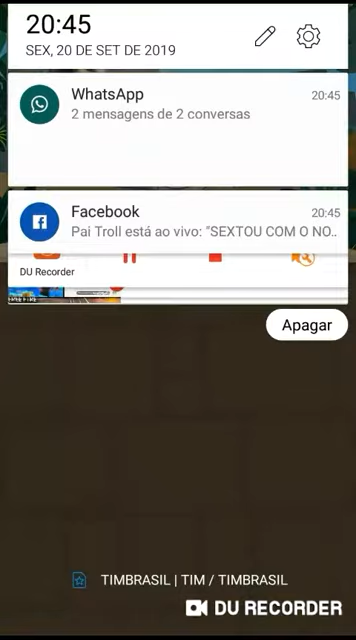 20:45
SEX, 20 DE SET DE 2019
WhatsApp
20:45
2 mensagens de 2 conversas
Facebook
20:45
Pai Troll está ao vivo: "SEXTOU COM O NO..
DU Recorder
Apagar
TIMBRASIL | TIM / TIMBRASIL
DU RECORDER